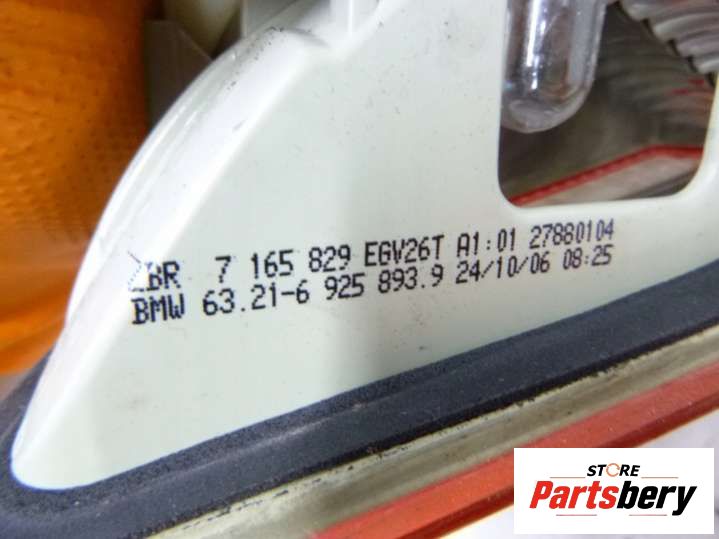 7 165 829 EGV26T A1:01 27880104
BMW 63.21-6 925 893.9 24/10/06 08:25
STORE
Partsbery